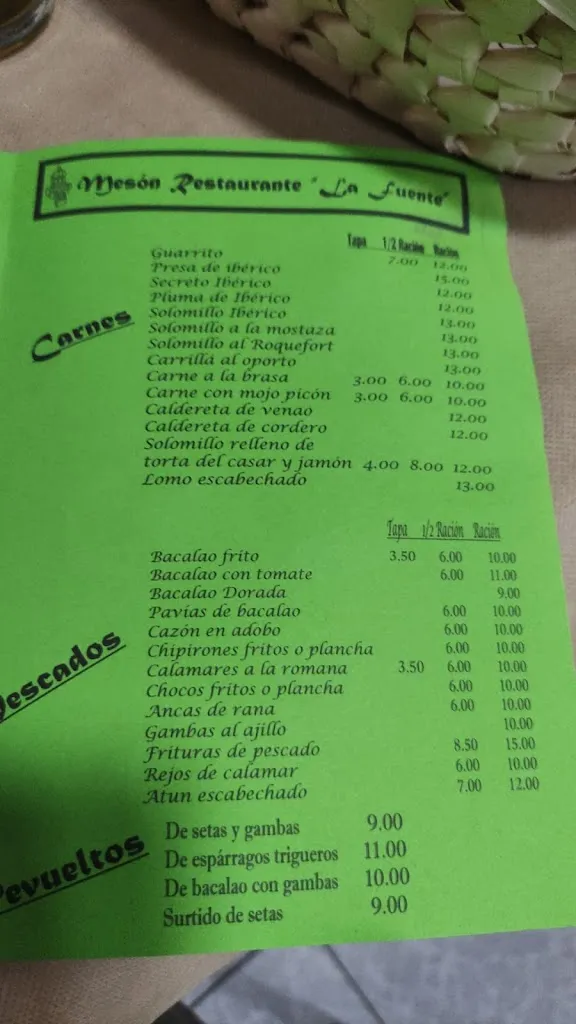 Mesón Restaurante "La Fuente"
Tapa 1/2 Ración Ración
Carnes
Guarrito 7.00 12.00
Presa de ibérico 15.00
Secreto Ibérico 12.00
Pluma de Ibérico 12.00
Solomillo Ibérico 13.00
Solomillo a la mostaza 13.00
Solomillo al Roquefort 13.00
Carrilla al oporto 13.00
Carne a la brasa 3.00 6.00 10.00
Carne con mojo picón 3.00 6.00 10.00
Caldereta de venao 12.00
Caldereta de cordero 12.00
Solomillo relleno de
torta del casar y jamón 4.00 8.00 12.00
Lomo escabechado 13.00
Tapa 1/2 Ración Ración
Pescados
Bacalao frito 3.50 6.00 10.00
Bacalao con tomate 6.00 11.00
Bacalao Dorada 9.00
Pavias de bacalao 6.00 10.00
Cazón en adobo 6.00 10.00
Chipirones fritos o plancha 6.00 10.00
Calamares a la romana 3.50 6.00 10.00
Chocos fritos o plancha 6.00 10.00
Ancas de rana 6.00 10.00
Gambas al ajillo 10.00
Frituras de pescado 8.50 15.00
Rejos de calamar 6.00 10.00
Atun escabechado 7.00 12.00
Revueltos
De setas y gambas 9.00
De espárragos trigueros 11.00
De bacalao con gambas 10.00
Surtido de setas 9.00